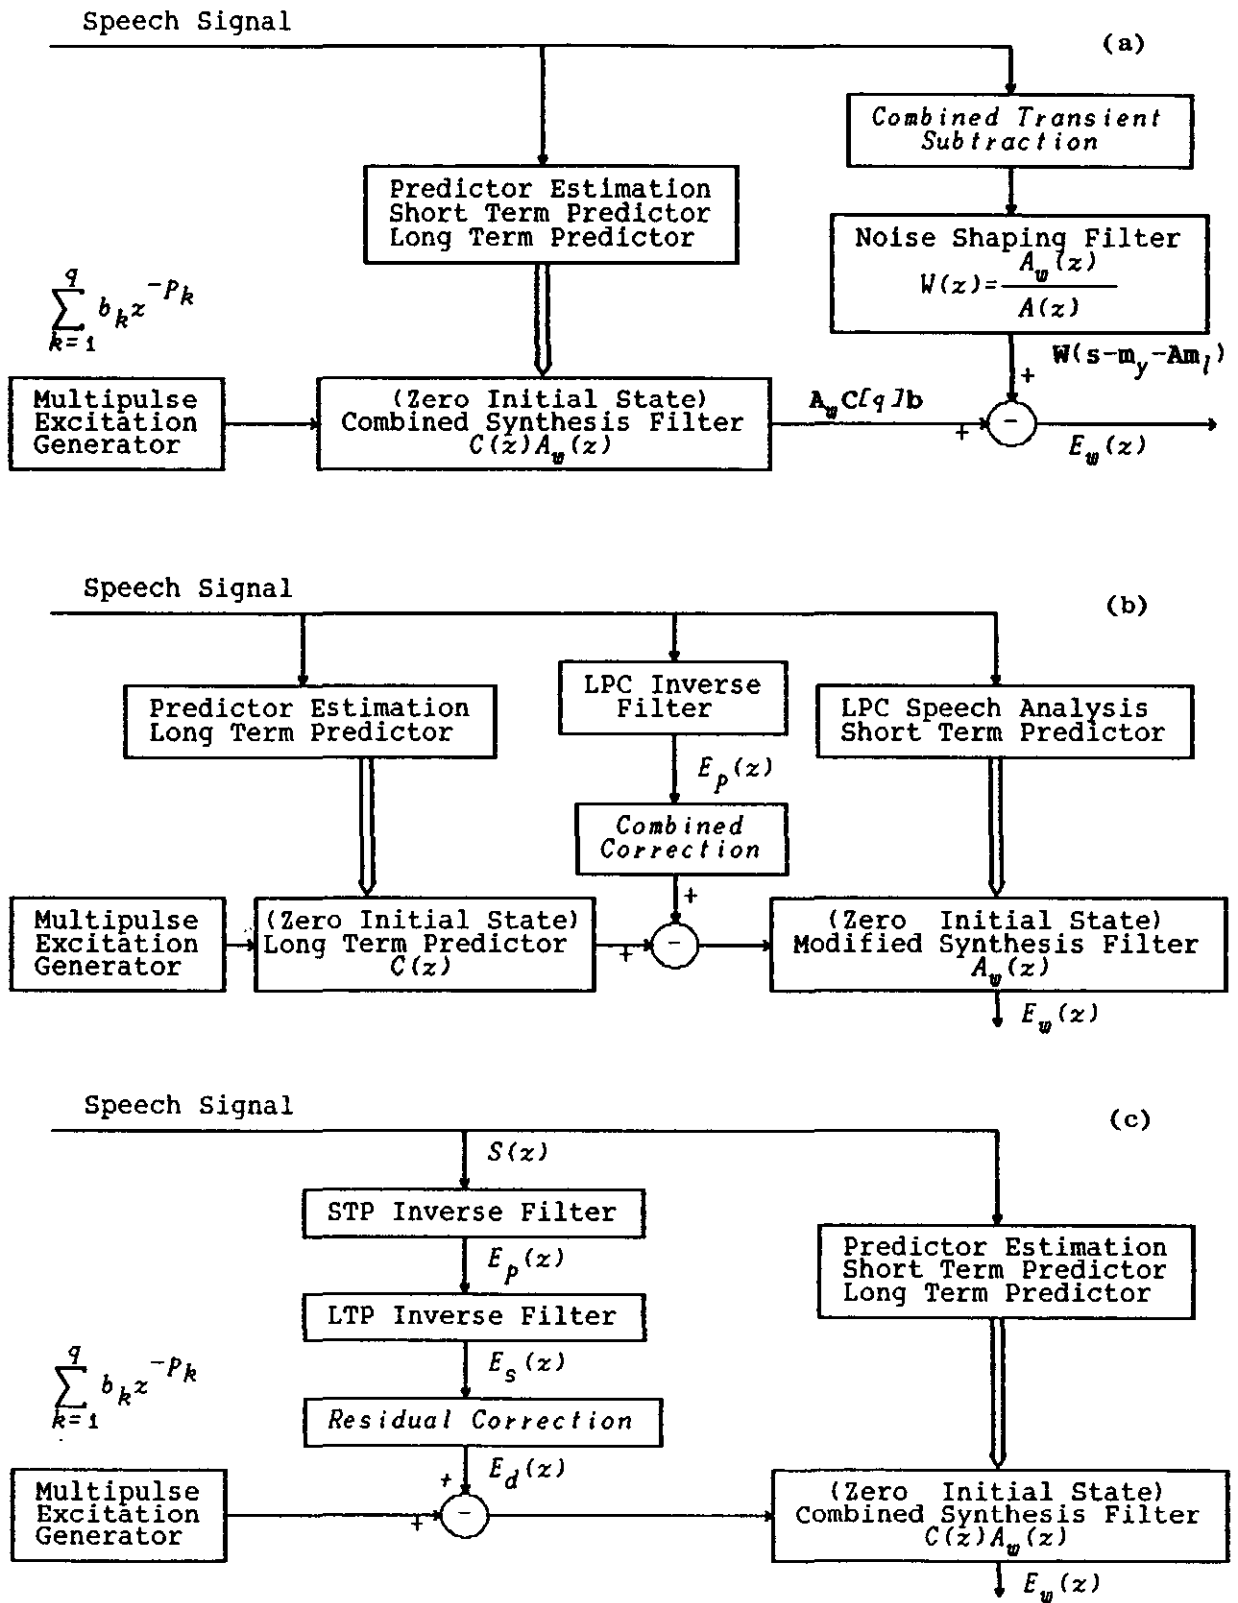 Speech Signal
(a)
Combined Transient
Subtraction
Predictor Estimation
Short Term Predictor
Long Term Predictor
Noise Shaping Filter
W(z)=A_w(z)/A(z)
\sum_{k=1}^{q} b_k z^{-p_k}
W(s-m_y-Am_l)
+
Multipulse
Excitation
Generator
(Zero Initial State)
Combined Synthesis Filter
C(z)A_w(z)
A_wC[q]b
+
-
E_w(z)
Speech Signal
(b)
Predictor Estimation
Long Term Predictor
LPC Inverse
Filter
LPC Speech Analysis
Short Term Predictor
E_p(z)
Combined
Correction
+
Multipulse
Excitation
Generator
(Zero Initial State)
Long Term Predictor
C(z)
+
-
(Zero Initial State)
Modified Synthesis Filter
A_w(z)
E_w(z)
Speech Signal
(c)
S(z)
STP Inverse Filter
E_p(z)
Predictor Estimation
Short Term Predictor
Long Term Predictor
LTP Inverse Filter
E_s(z)
\sum_{k=1}^{q} b_k z^{-p_k}
Residual Correction
+
E_d(z)
Multipulse
Excitation
Generator
+
-
(Zero Initial State)
Combined Synthesis Filter
C(z)A_w(z)
E_w(z)